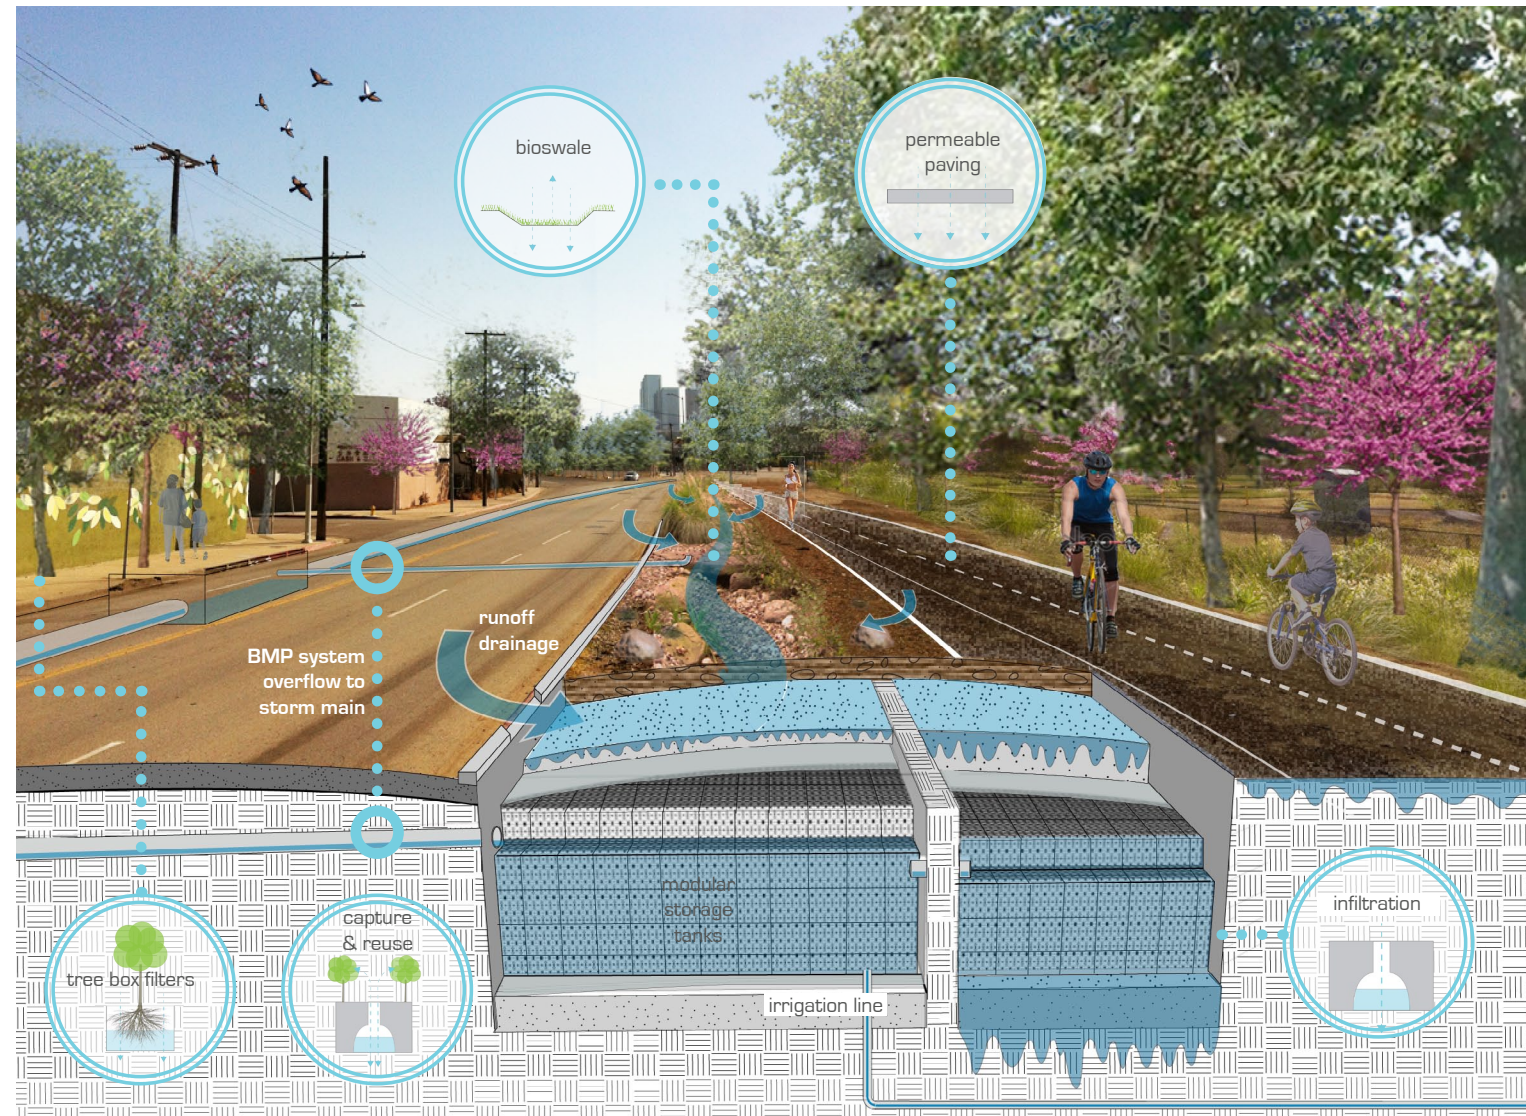 bioswale
permeable
paving
runoff
drainage
BMP system
overflow to
storm main
modular
storage
tanks
capture
& reuse
tree box filters
infiltration
irrigation line